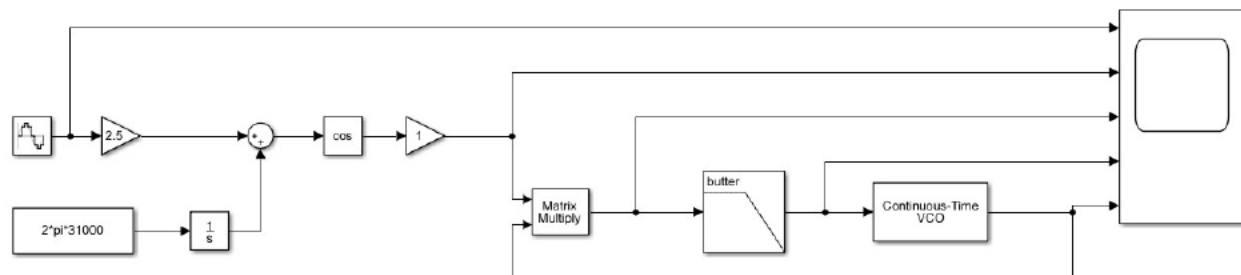 2.5
+
+
cos
1
2*pi*31000
1
s
Matrix
Multiply
butter
Continuous-Time
VCO